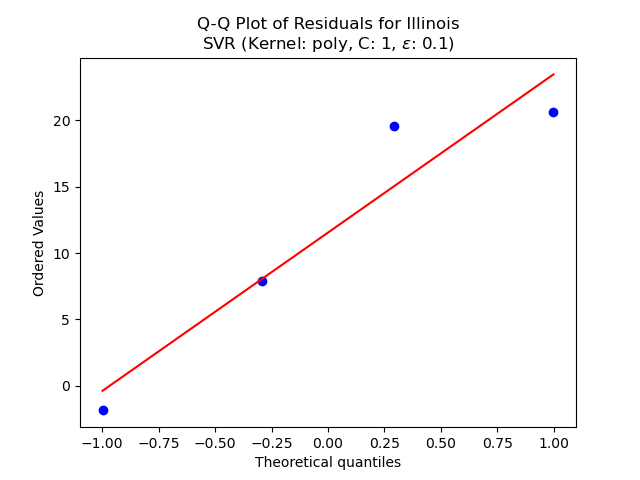 Q-Q Plot of Residuals for Illinois
SVR (Kernel: poly, C: 1, ε: 0.1)
Ordered Values
20
15
10
5
0
−1.00 −0.75 −0.50 −0.25 0.00 0.25 0.50 0.75 1.00
Theoretical quantiles